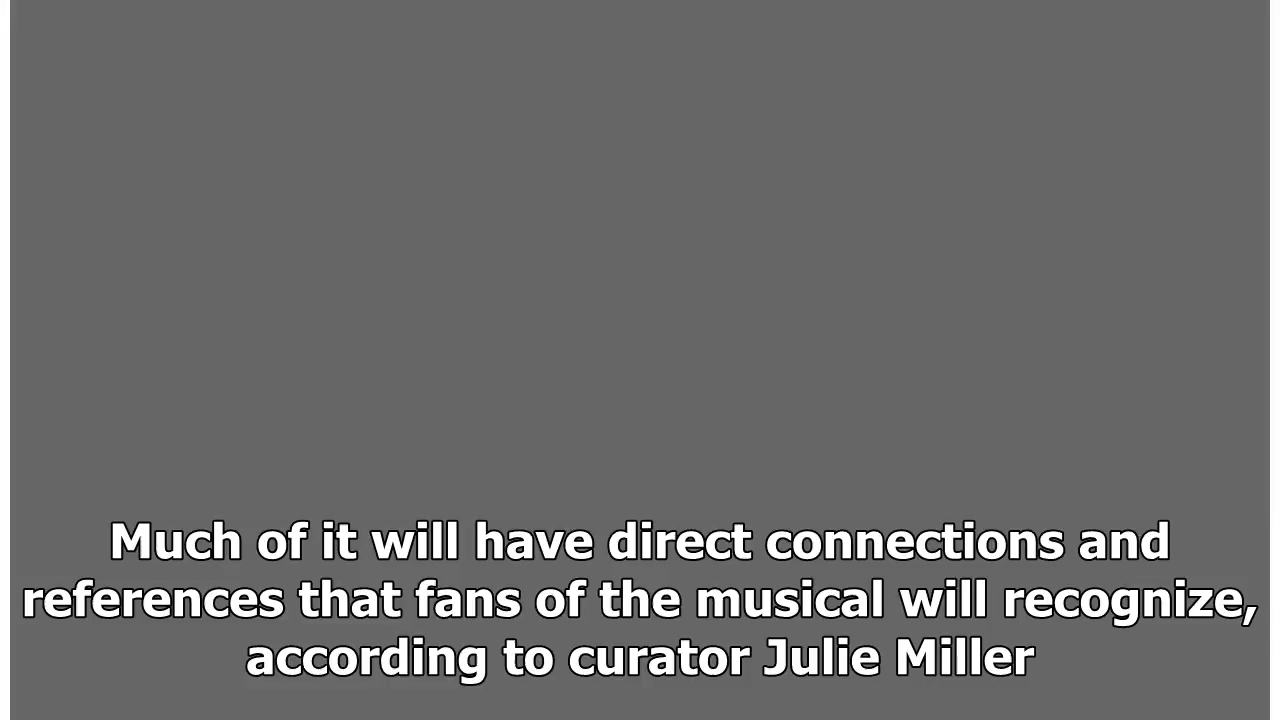 Much of it will have direct connections and
references that fans of the musical will recognize,
according to curator Julie Miller